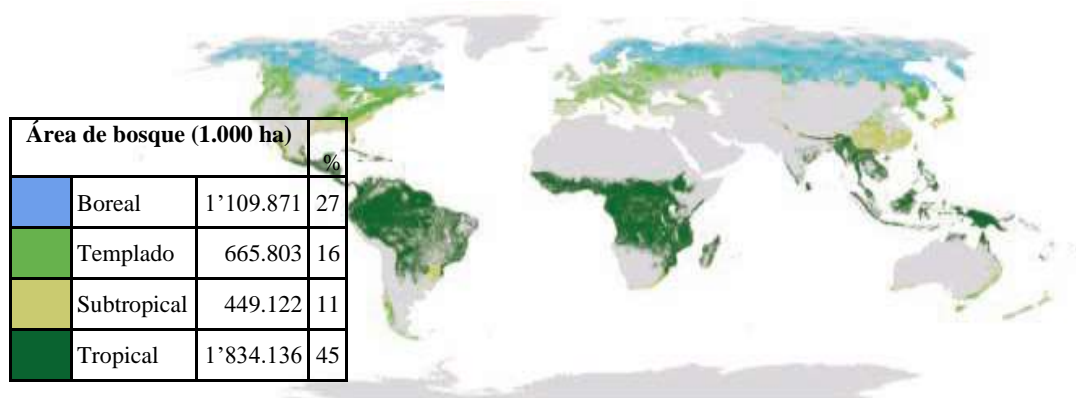 Área de bosque (1.000 ha) %
Boreal 1’109.871 27
Templado 665.803 16
Subtropical 449.122 11
Tropical 1’834.136 45